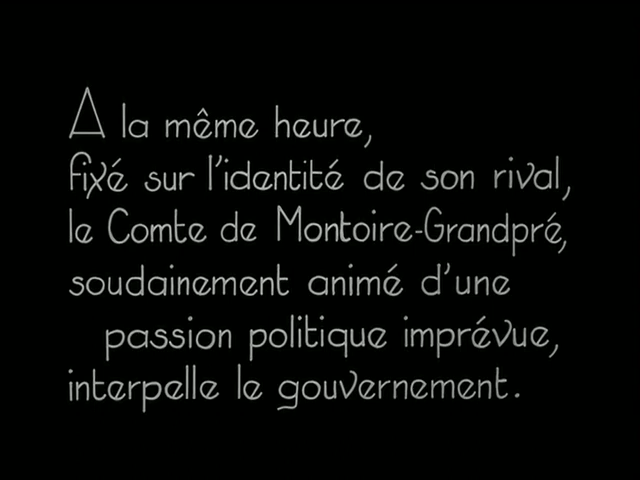 A la même heure,
fixé sur l'identité de son rival,
le Comte de Montoire-Grandpré,
soudainement animé d'une
passion politique imprévue,
interpelle le gouvernement.